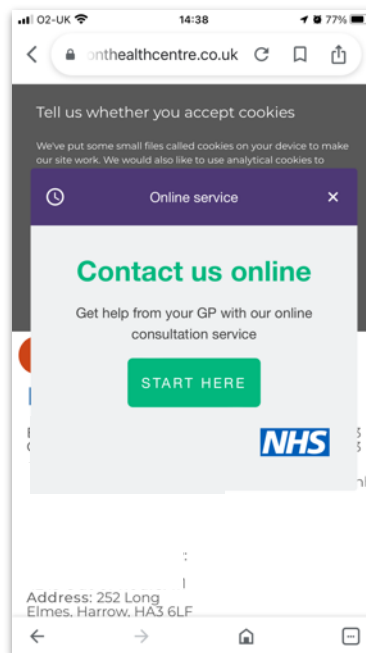 O2-UK 14:38 77%
onthealthcentre.co.uk
Tell us whether you accept cookies
We've put some small files called cookies on your device to make
our site work. We would also like to use analytical cookies to
Online service
Contact us online
Get help from your GP with our online
consultation service
START HERE
NHS
Address: 252 Long
Elmes, Harrow, HA3 6LF